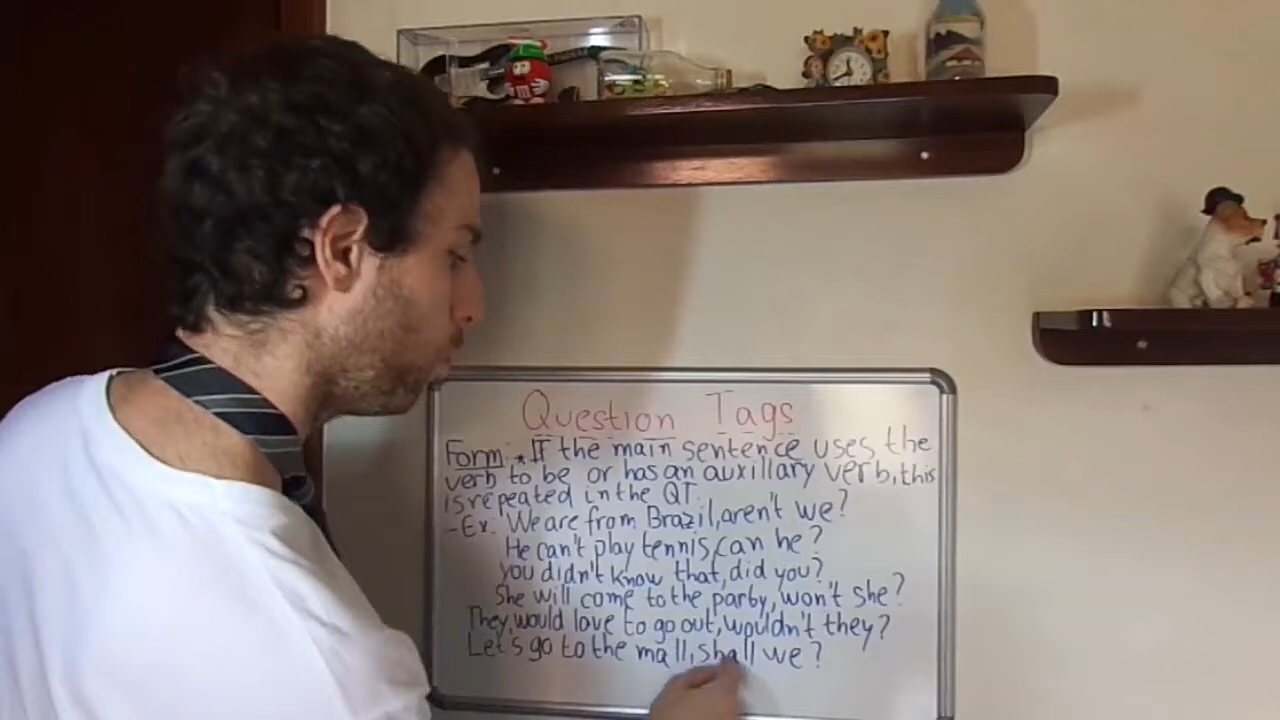 Question Tags
Form: * If the main sentence uses the
verb to be or has an auxillary verb, this
is repeated in the QT.
- Ex: We are from Brazil, aren't we?
He can't play tennis, can he?
you didn't know that, did you?
She will come to the party, won't she?
They would love to go out, wouldn't they?
Let's go to the mall, shall we?